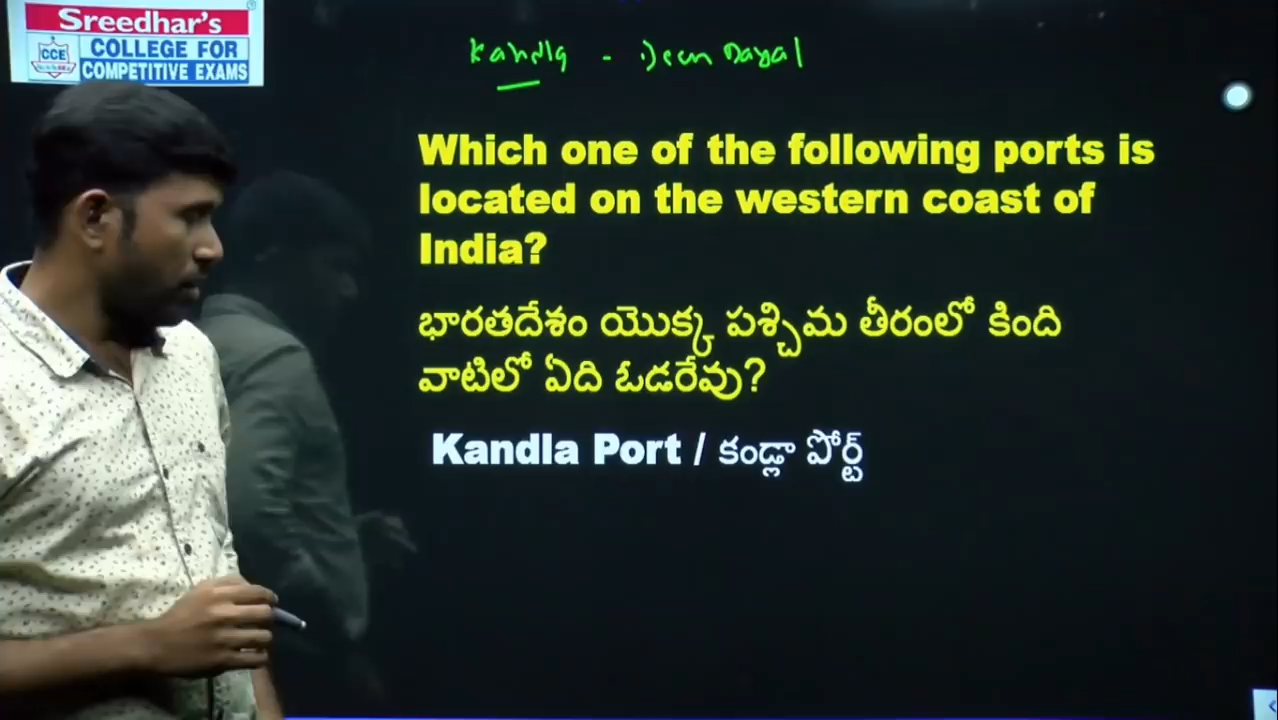 Sreedhar's
CCE
COLLEGE FOR
COMPETITIVE EXAMS
Kandla - Deen Dayal
Which one of the following ports is
located on the western coast of
India?
భారతదేశం యొక్క పశ్చిమ తీరంలో కింది
వాటిలో ఏది ఓడరేవు?
Kandla Port / కండ్లా పోర్ట్